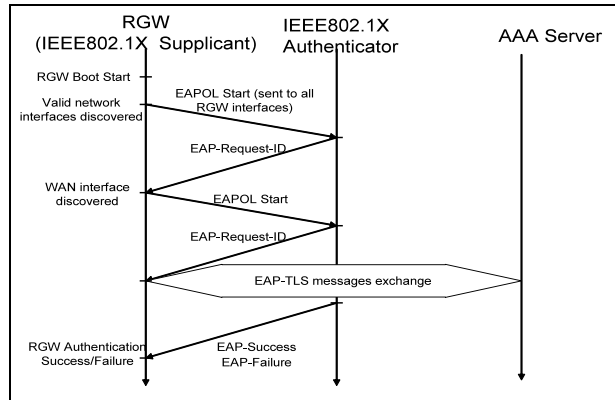 RGW
(IEEE802.1X Supplicant)
IEEE802.1X
Authenticator
AAA Server
RGW Boot Start
Valid network
interfaces discovered
EAPOL Start (sent to all
RGW interfaces)
EAP-Request-ID
WAN interface
discovered
EAPOL Start
EAP-Request-ID
EAP-TLS messages exchange
RGW Authentication
Success/Failure
EAP-Success
EAP-Failure